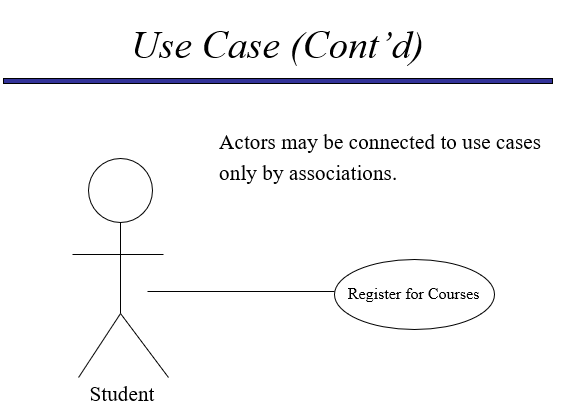 Use Case (Cont’d)
Actors may be connected to use cases
only by associations.
Register for Courses
Student